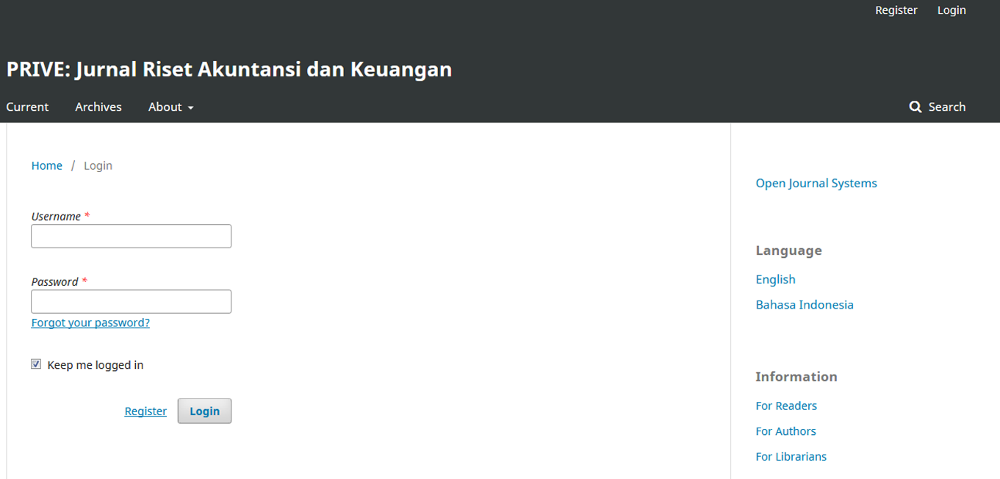 Register Login
PRIVE: Jurnal Riset Akuntansi dan Keuangan
Current Archives About Search
Home / Login
Username *
Password *
Forgot your password?
Keep me logged in
Register Login
Open Journal Systems
Language
English
Bahasa Indonesia
Information
For Readers
For Authors
For Librarians